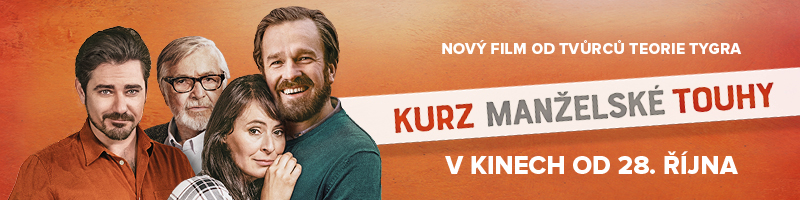 NOVÝ FILM OD TVŮRCŮ TEORIE TYGRA
KURZ MANŽELSKÉ TOUHY
V KINECH OD 28. ŘÍJNA